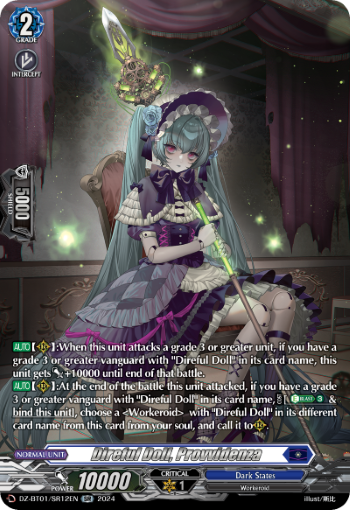 2
GRADE
INTERCEPT
5000
SHIELD
AUTO【R】:When this unit attacks a grade 3 or greater unit, if you have a
grade 3 or greater vanguard with "Direful Doll" in its card name, this
unit gets +10000 until end of that battle.
AUTO【R】:At the end of the battle this unit attacked, if you have a grade
3 or greater vanguard with "Direful Doll" in its card name, COST [ -BLAST 3 &
bind this unit], choose a <Workeroid> with "Direful Doll" in its different
card name from this card from your soul, and call it to R.
NORMAL UNIT
Direful Doll, Provvidenza
POWER 10000
CRITICAL
1
Dark States
Workeroid
D DZ-BT01/SR12EN SR 2024
illust/斯比